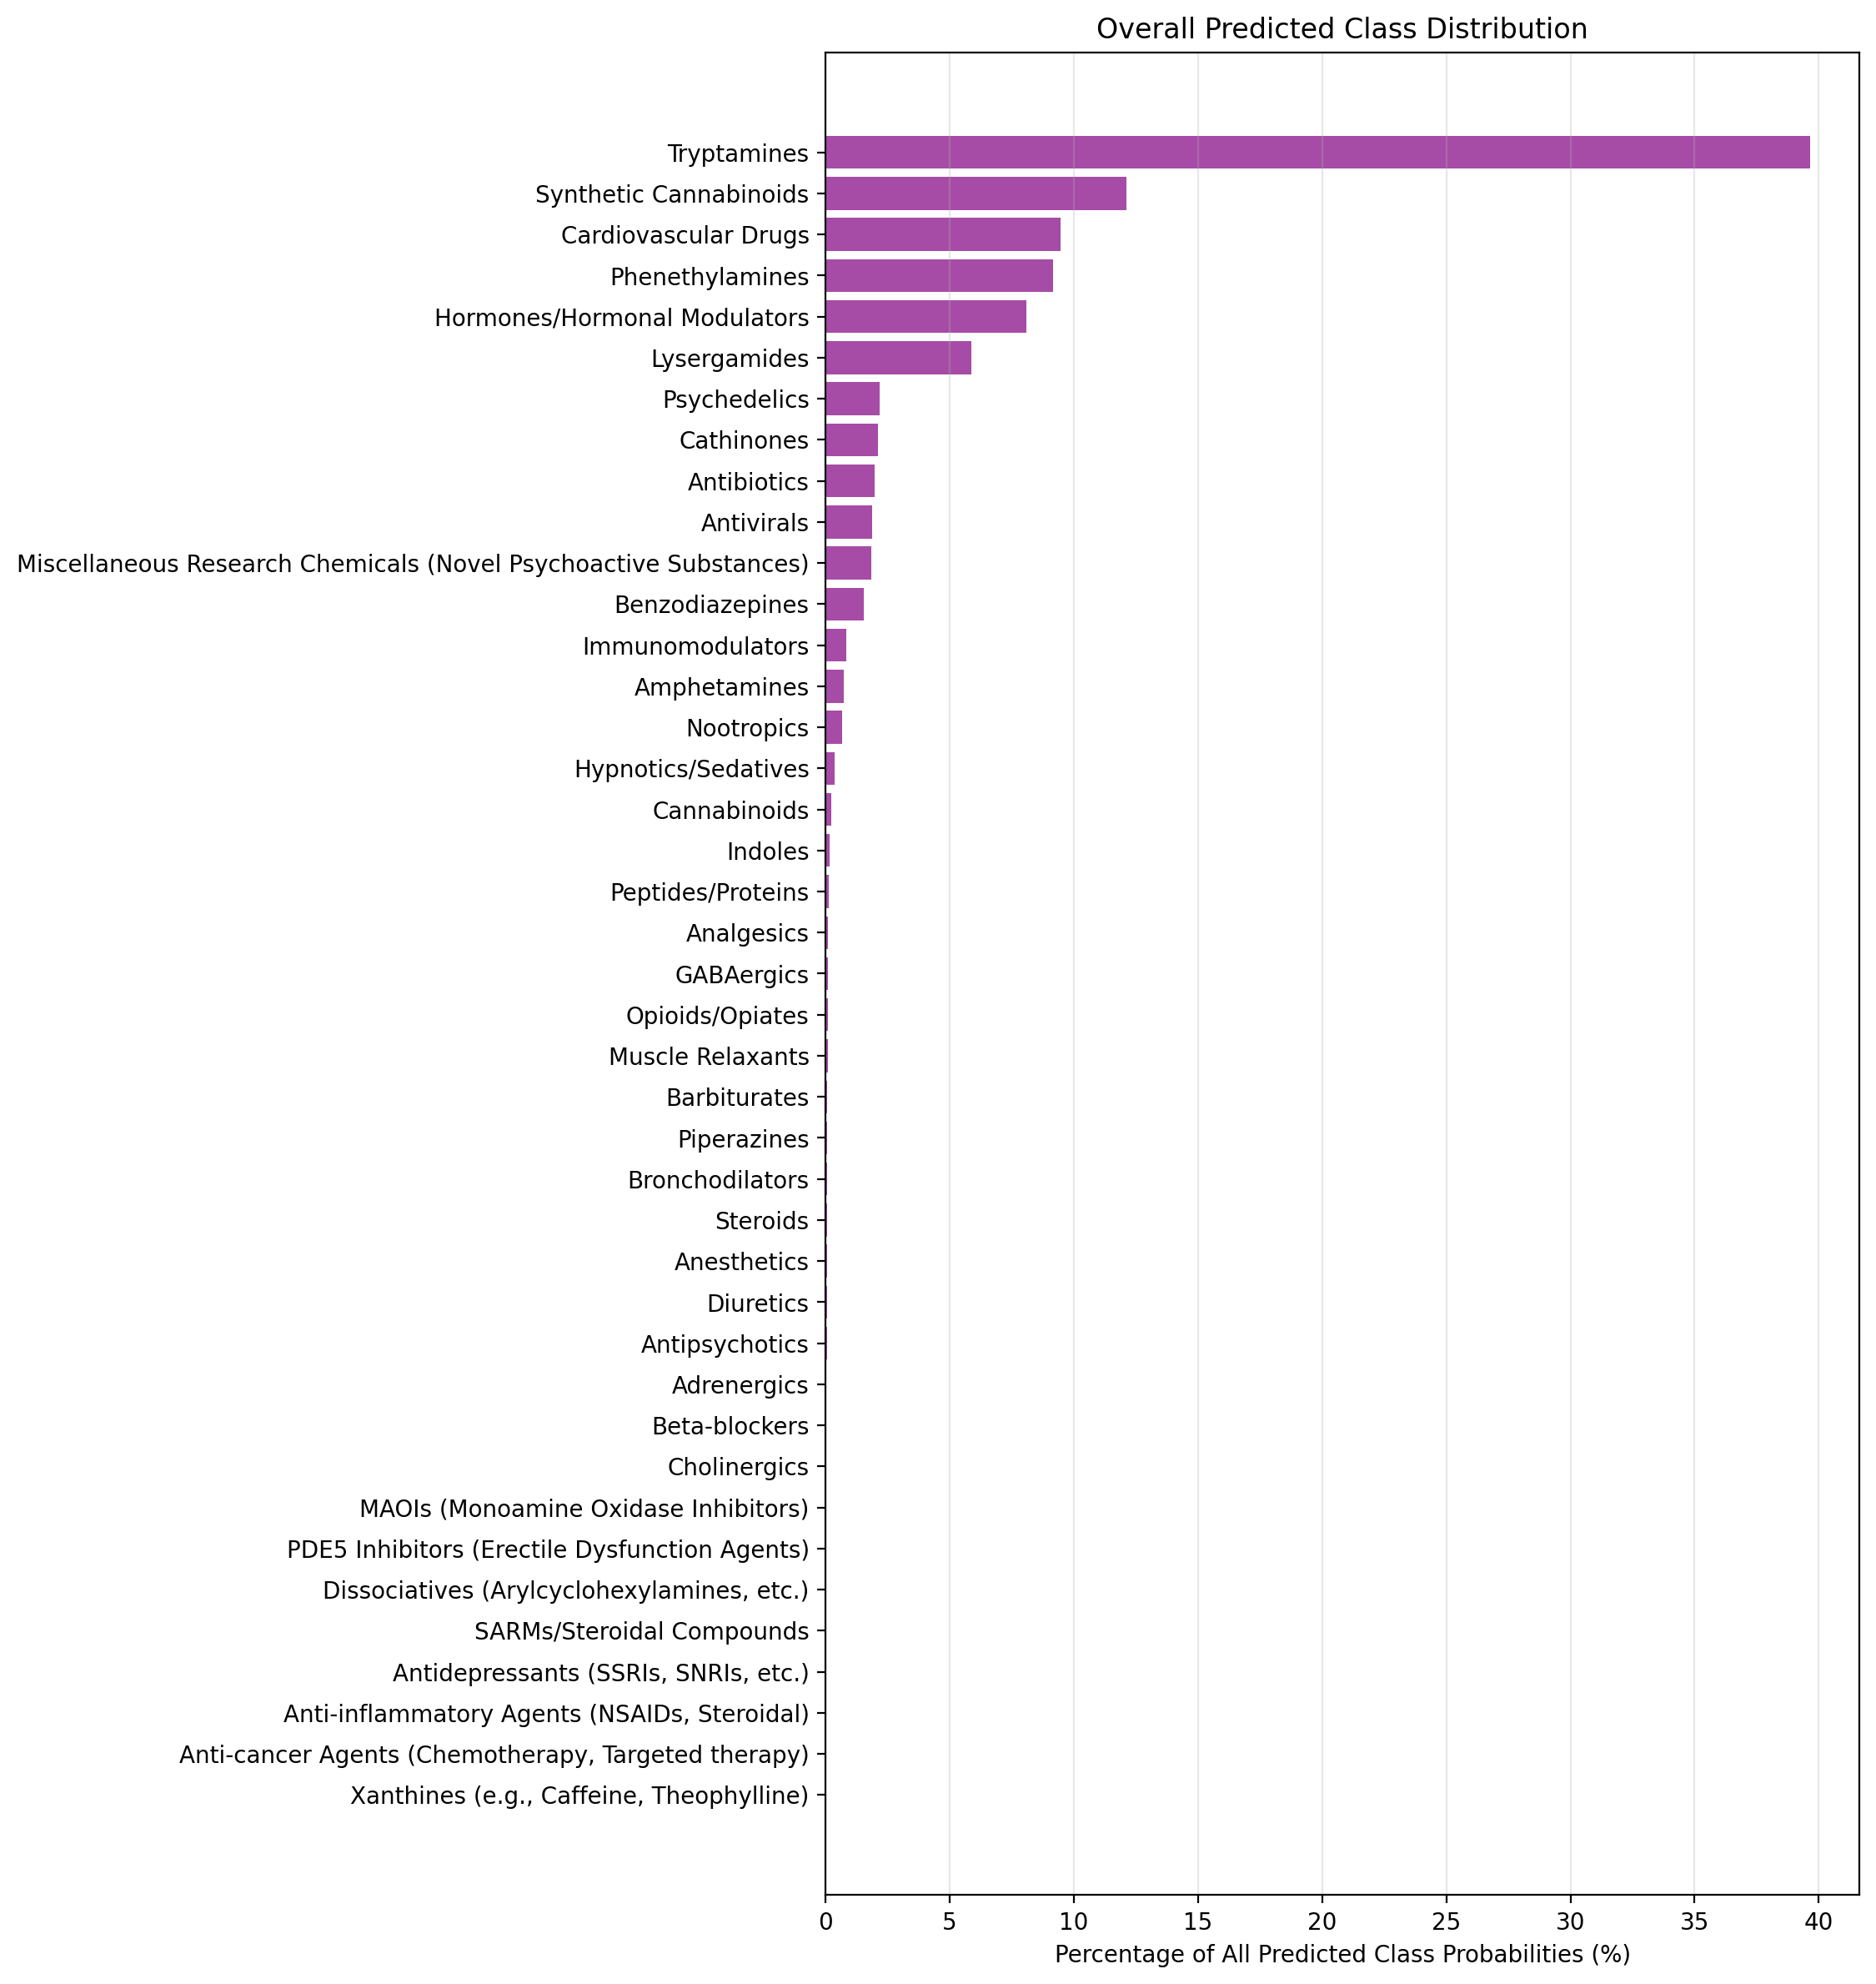 Overall Predicted Class Distribution
Tryptamines
Synthetic Cannabinoids
Cardiovascular Drugs
Phenethylamines
Hormones/Hormonal Modulators
Lysergamides
Psychedelics
Cathinones
Antibiotics
Antivirals
Miscellaneous Research Chemicals (Novel Psychoactive Substances)
Benzodiazepines
Immunomodulators
Amphetamines
Nootropics
Hypnotics/Sedatives
Cannabinoids
Indoles
Peptides/Proteins
Analgesics
GABAergics
Opioids/Opiates
Muscle Relaxants
Barbiturates
Piperazines
Bronchodilators
Steroids
Anesthetics
Diuretics
Antipsychotics
Adrenergics
Beta-blockers
Cholinergics
MAOIs (Monoamine Oxidase Inhibitors)
PDE5 Inhibitors (Erectile Dysfunction Agents)
Dissociatives (Arylcyclohexylamines, etc.)
SARMs/Steroidal Compounds
Antidepressants (SSRIs, SNRIs, etc.)
Anti-inflammatory Agents (NSAIDs, Steroidal)
Anti-cancer Agents (Chemotherapy, Targeted therapy)
Xanthines (e.g., Caffeine, Theophylline)
0 5 10 15 20 25 30 35 40
Percentage of All Predicted Class Probabilities (%)